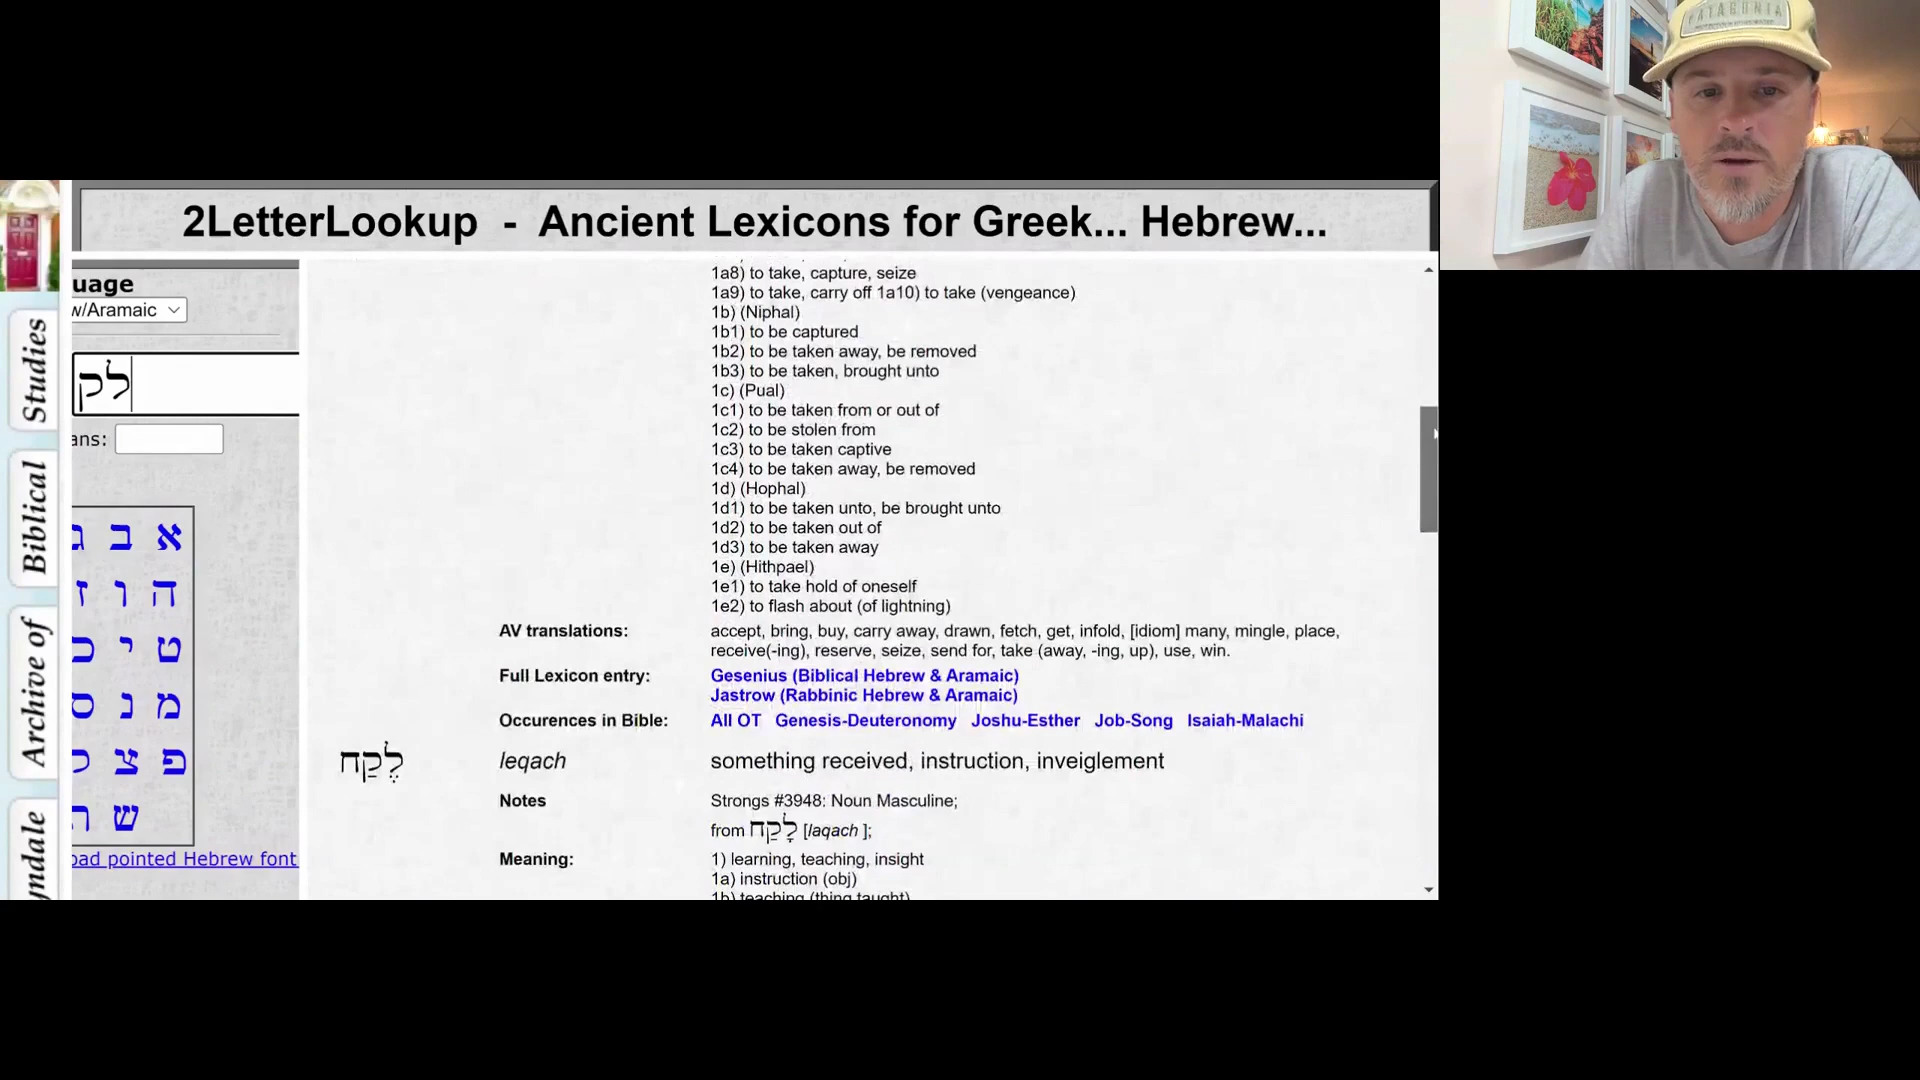 PATAGONIA
2LetterLookup - Ancient Lexicons for Greek... Hebrew...
uage
w/Aramaic
לק
ans:
א ב ג
ה ו ז
ט י כ
מ נ ס
פ צ
ש ת
oad pointed Hebrew font
Studies
Biblical
Archive of
yndale
1a8) to take, capture, seize
1a9) to take, carry off 1a10) to take (vengeance)
1b) (Niphal)
1b1) to be captured
1b2) to be taken away, be removed
1b3) to be taken, brought unto
1c) (Pual)
1c1) to be taken from or out of
1c2) to be stolen from
1c3) to be taken captive
1c4) to be taken away, be removed
1d) (Hophal)
1d1) to be taken unto, be brought unto
1d2) to be taken out of
1d3) to be taken away
1e) (Hithpael)
1e1) to take hold of oneself
1e2) to flash about (of lightning)
AV translations: accept, bring, buy, carry away, drawn, fetch, get, infold, [idiom] many, mingle, place,
receive(-ing), reserve, seize, send for, take (away, -ing, up), use, win.
Full Lexicon entry: Gesenius (Biblical Hebrew & Aramaic)
Jastrow (Rabbinic Hebrew & Aramaic)
Occurences in Bible: All OT Genesis-Deuteronomy Joshu-Esther Job-Song Isaiah-Malachi
לֶקַח leqach something received, instruction, inveiglement
Notes Strongs #3948: Noun Masculine;
from לָקַח [laqach ];
Meaning: 1) learning, teaching, insight
1a) instruction (obj)
1b) teaching (thing taught)